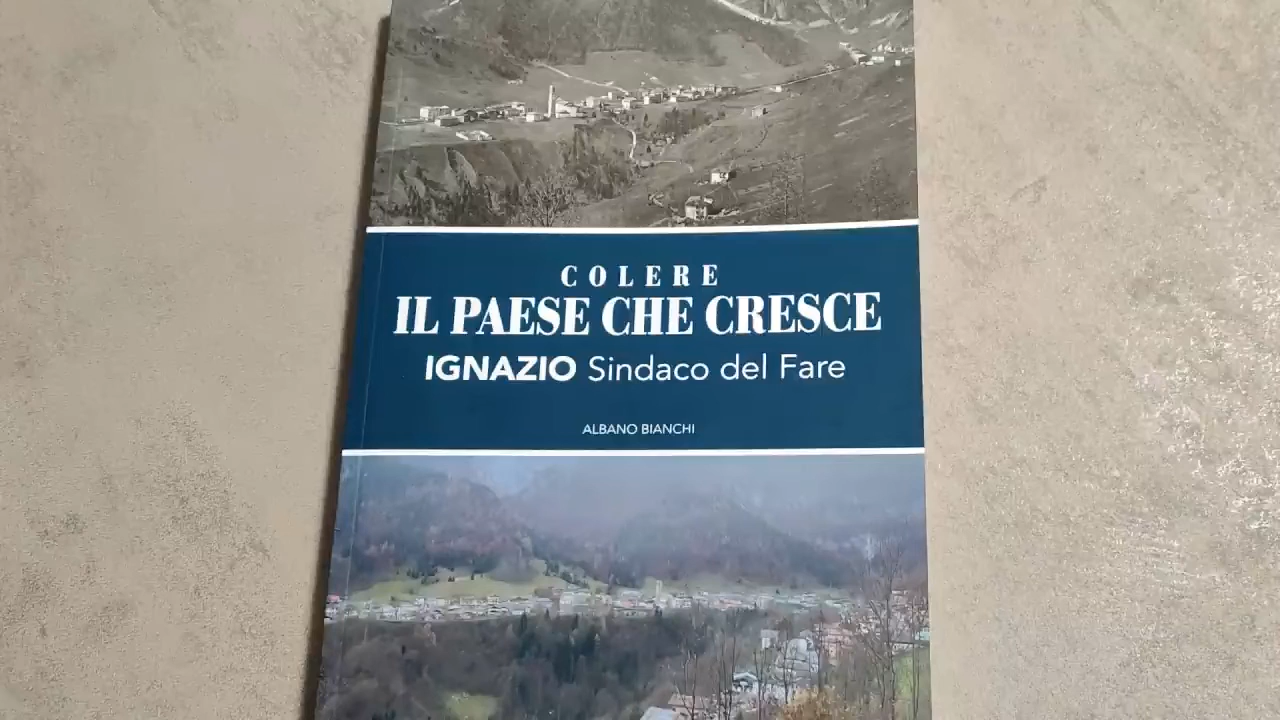 COLERE
IL PAESE CHE CRESCE
IGNAZIO Sindaco del Fare
ALBANO BIANCHI